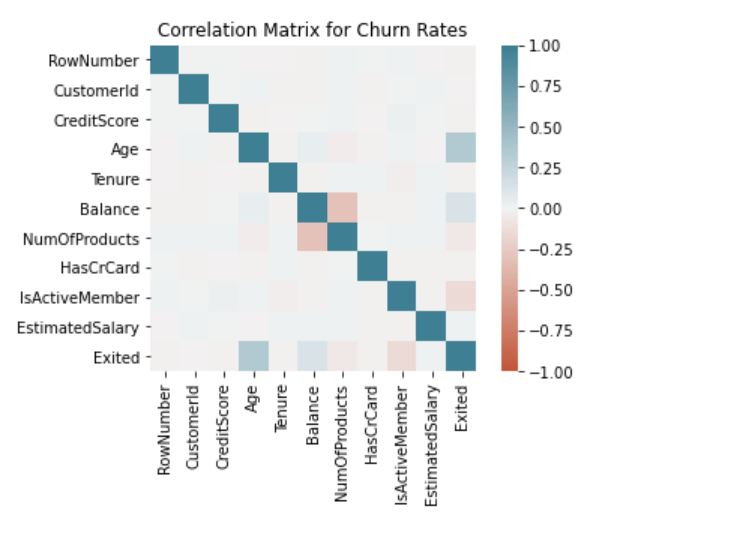 Correlation Matrix for Churn Rates
RowNumber
CustomerId
CreditScore
Age
Tenure
Balance
NumOfProducts
HasCrCard
IsActiveMember
EstimatedSalary
Exited
RowNumber
CustomerId
CreditScore
Age
Tenure
Balance
NumOfProducts
HasCrCard
IsActiveMember
EstimatedSalary
Exited
1.00
0.75
0.50
0.25
0.00
−0.25
−0.50
−0.75
−1.00